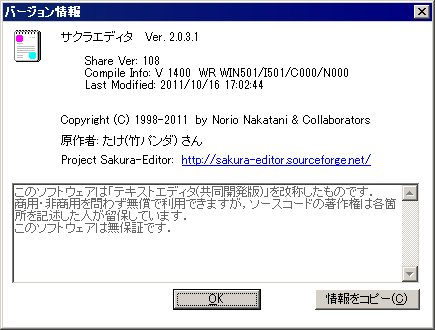 バージョン情報
サクラエディタ Ver. 2.0.3.1
Share Ver: 108
Compile Info: V 1400 WR WIN501/I501/C000/N000
Last Modified: 2011/10/16 17:02:44
Copyright (C) 1998-2011 by Norio Nakatani & Collaborators
原作者: たけ(竹パンダ) さん
Project Sakura-Editor: http://sakura-editor.sourceforge.net/
このソフトウェアは「テキストエディタ(共同開発版)」を改称したものです.
商用・非商用を問わず無償で利用できますが, ソースコードの著作権は各箇
所を記述した人が留保しています.
このソフトウェアは無保証です.
OK
情報をコピー(C)